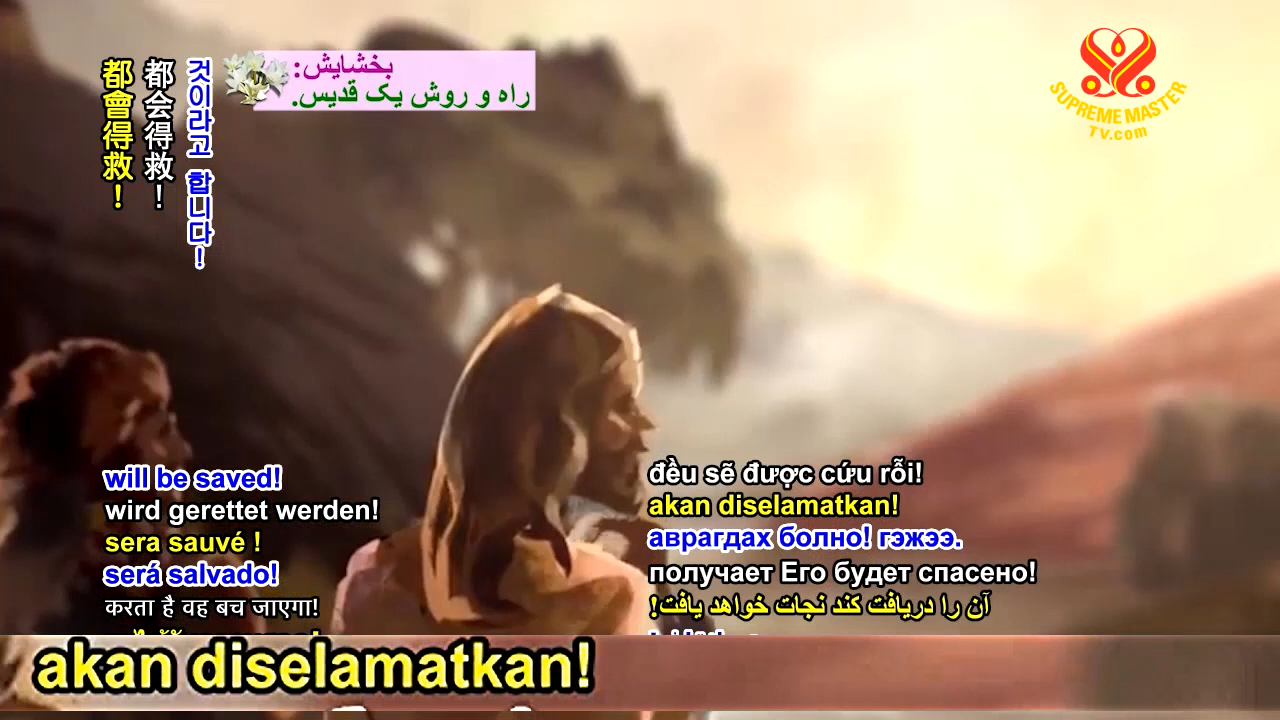 것이라고 합니다!
都会得救！
都會得救！
بخشایش:
راه و روش یک قدیس.
SUPREME MASTER
TV.com
will be saved!
wird gerettet werden!
sera sauvé !
será salvado!
करता है वह बच जाएगा!
đều sẽ được cứu rỗi!
akan diselamatkan!
аврагдах болно! гэжээ.
получает Его будет спасено!
آن را دریافت کند نجات خواهد یافت!
akan diselamatkan!